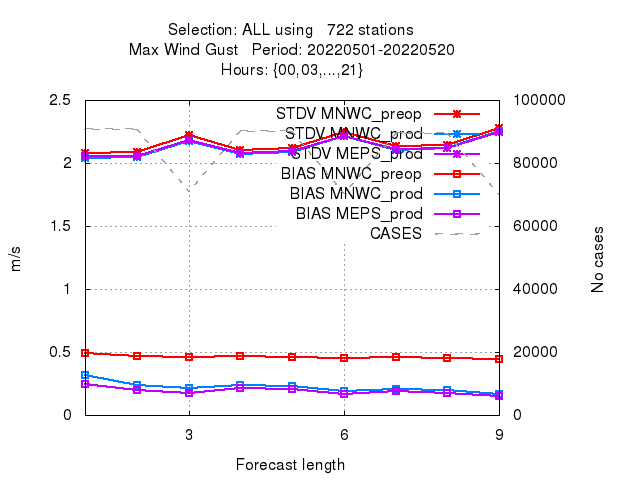 Selection: ALL using 722 stations
Max Wind Gust Period: 20220501-20220520
Hours: {00,03,...,21}
2.5
2
1.5
1
0.5
0
m/s
STDV MNWC_preop
STDV MNWC_prod
STDV MEPS_prod
BIAS MNWC_preop
BIAS MNWC_prod
BIAS MEPS_prod
CASES
100000
80000
60000
40000
20000
0
No cases
3 6 9
Forecast length